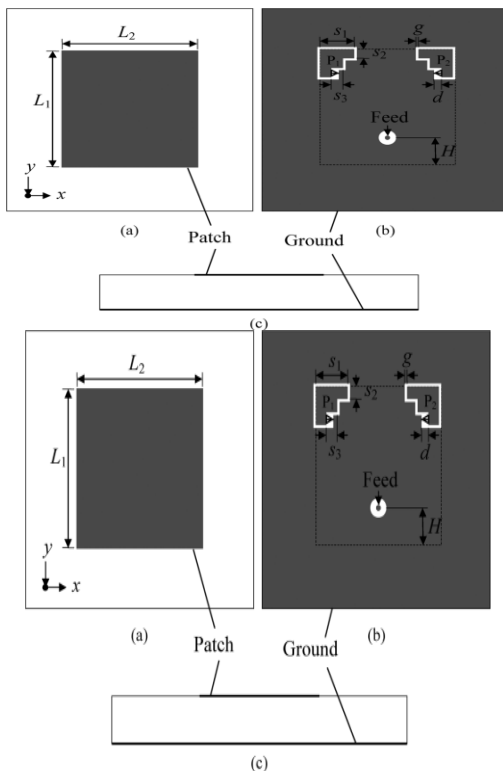 L2
L1
y
x
(a)
s1
s2
g
P1
P2
s3
d
Feed
H
(b)
Patch
Ground
(c)
L2
L1
y
x
(a)
s1
s2
g
P1
P2
s3
d
Feed
H
(b)
Patch
Ground
(c)